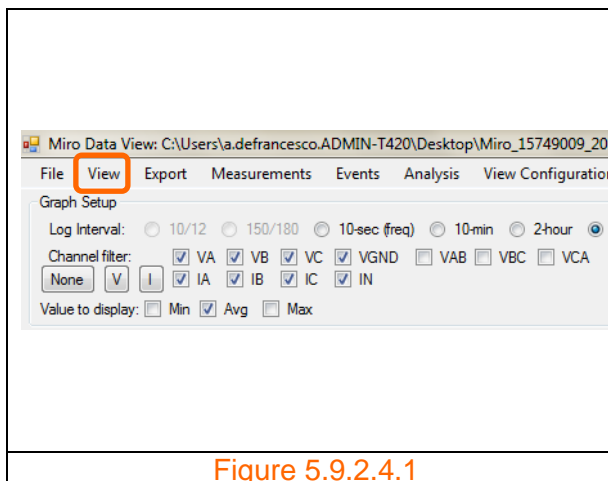 Miro Data View: C:\Users\a.defrancesco.ADMIN-T420\Desktop\Miro_15749009_20
File View Export Measurements Events Analysis View Configuration
Graph Setup
Log Interval: 10/12 150/180 10-sec (freq) 10-min 2-hour
Channel filter: VA VB VC VGND VAB VBC VCA
None V I IA IB IC IN
Value to display: Min Avg Max
Figure 5.9.2.4.1